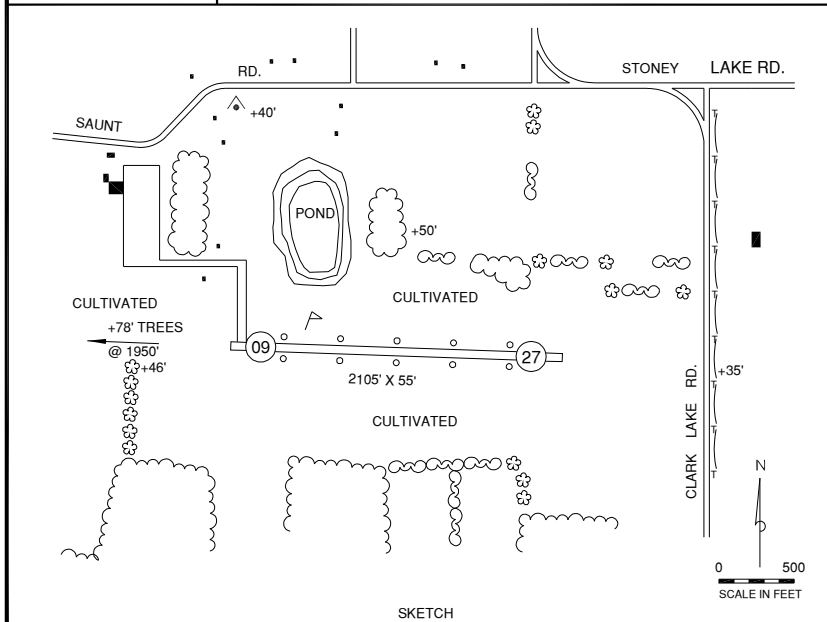 RD.
STONEY LAKE RD.
+40'
SAUNT
POND
+50'
CULTIVATED
CULTIVATED
+78' TREES
@ 1950'
+46'
09
27
2105' X 55'
+35'
CULTIVATED
CLARK LAKE RD.
N
0 500
SCALE IN FEET
SKETCH